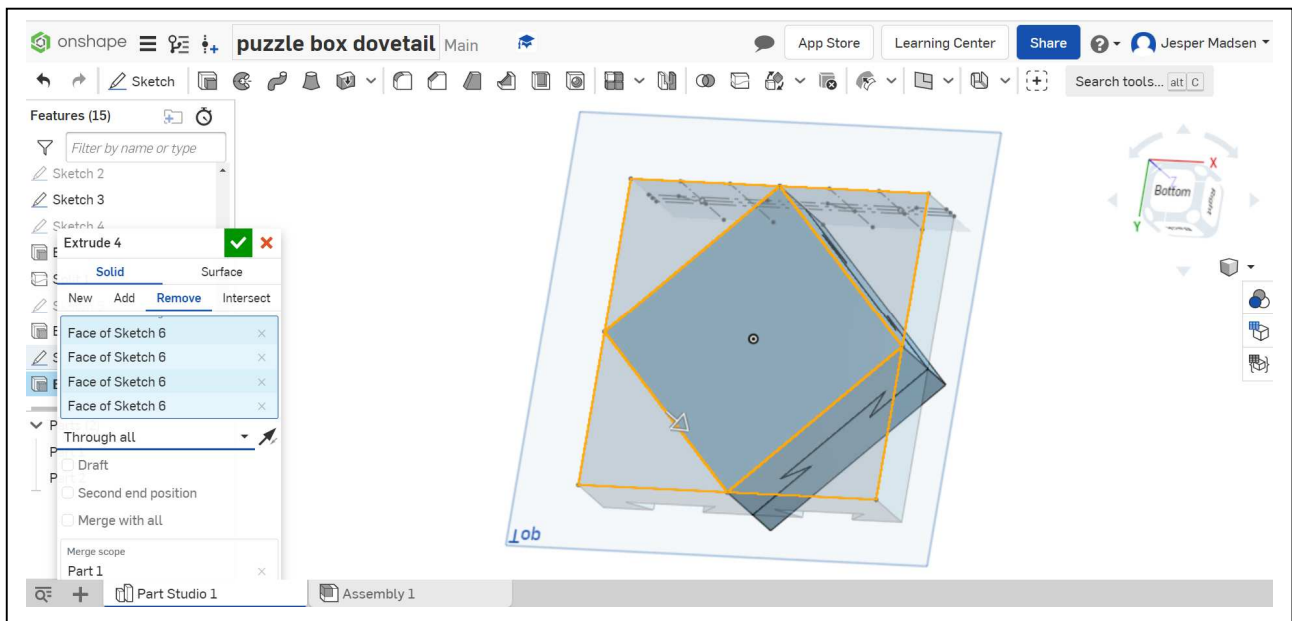 onshape puzzle box dovetail Main App Store Learning Center Share Jesper Madsen
Sketch Search tools... alt C
Features (15)
Filter by name or type
Sketch 2
Sketch 3
Sketch 4
Extrude 4
Solid Surface
New Add Remove Intersect
Face of Sketch 6
Face of Sketch 6
Face of Sketch 6
Face of Sketch 6
Through all
Draft
Second end position
Merge with all
Merge scope
Part 1
Top
X
Bottom
Right
Y
Z
Part Studio 1 Assembly 1